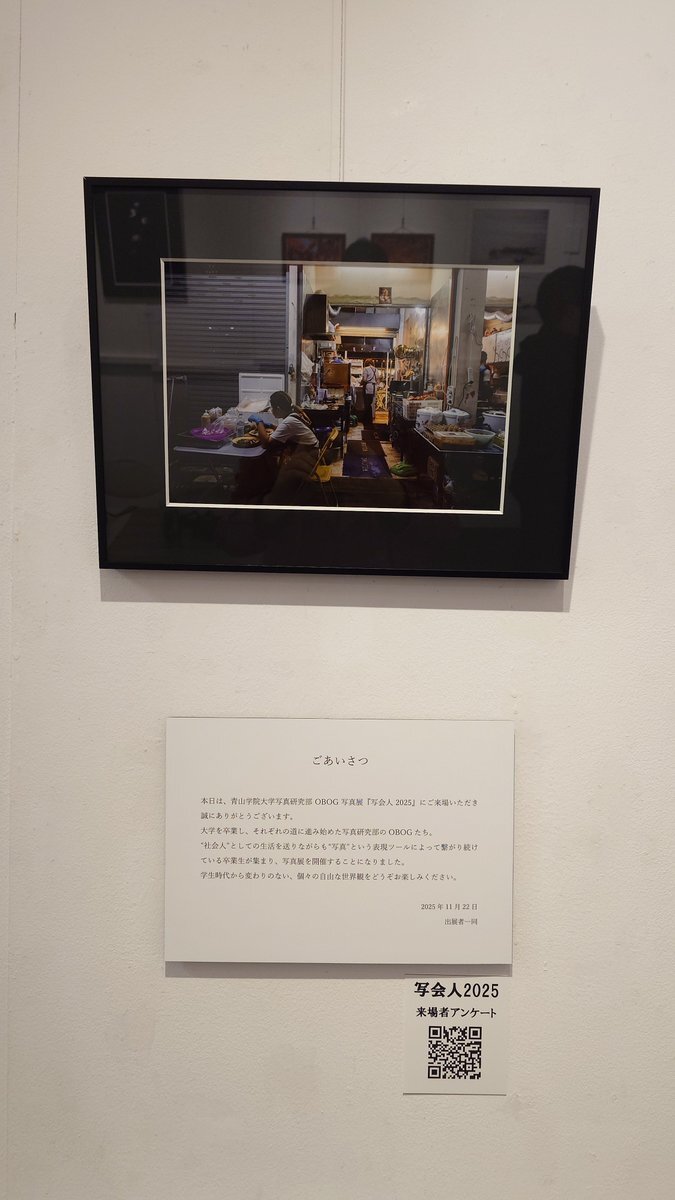 ごあいさつ
本日は、青山学院大学写真研究部 OBOG 写真展『写会人 2025』にご来場いただき
誠にありがとうございます。
大学を卒業し、それぞれの道に進み始めた写真研究部の OBOG たち。
“社会人”としての生活を送りながらも“写真”という表現ツールによって繋がり続け
ている卒業生が集まり、写真展を開催することになりました。
学生時代から変わりのない、個々の自由な世界観をどうぞお楽しみください。
2025 年 11 月 22 日
出展者一同
写会人2025
来場者アンケート